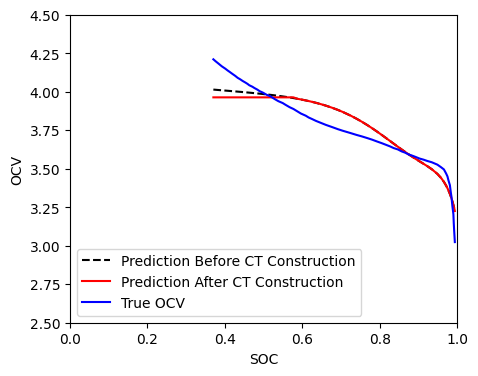 4.50
4.25
4.00
3.75
3.50
3.25
3.00
2.75
2.50
OCV
Prediction Before CT Construction
Prediction After CT Construction
True OCV
0.0 0.2 0.4 0.6 0.8 1.0
SOC